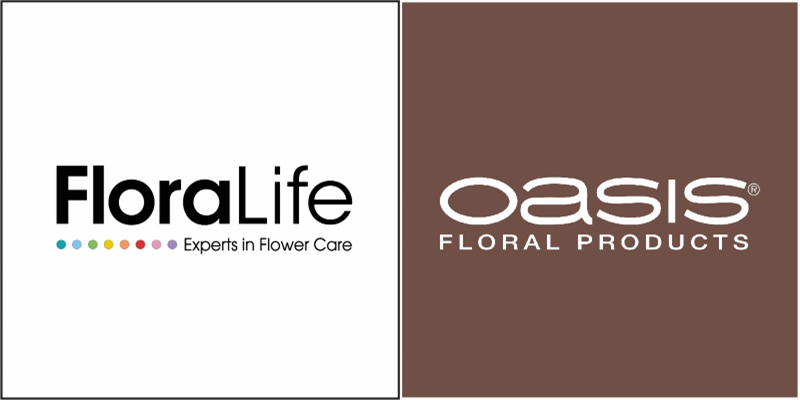 FloraLife
Experts in Flower Care
oasis®
FLORAL PRODUCTS